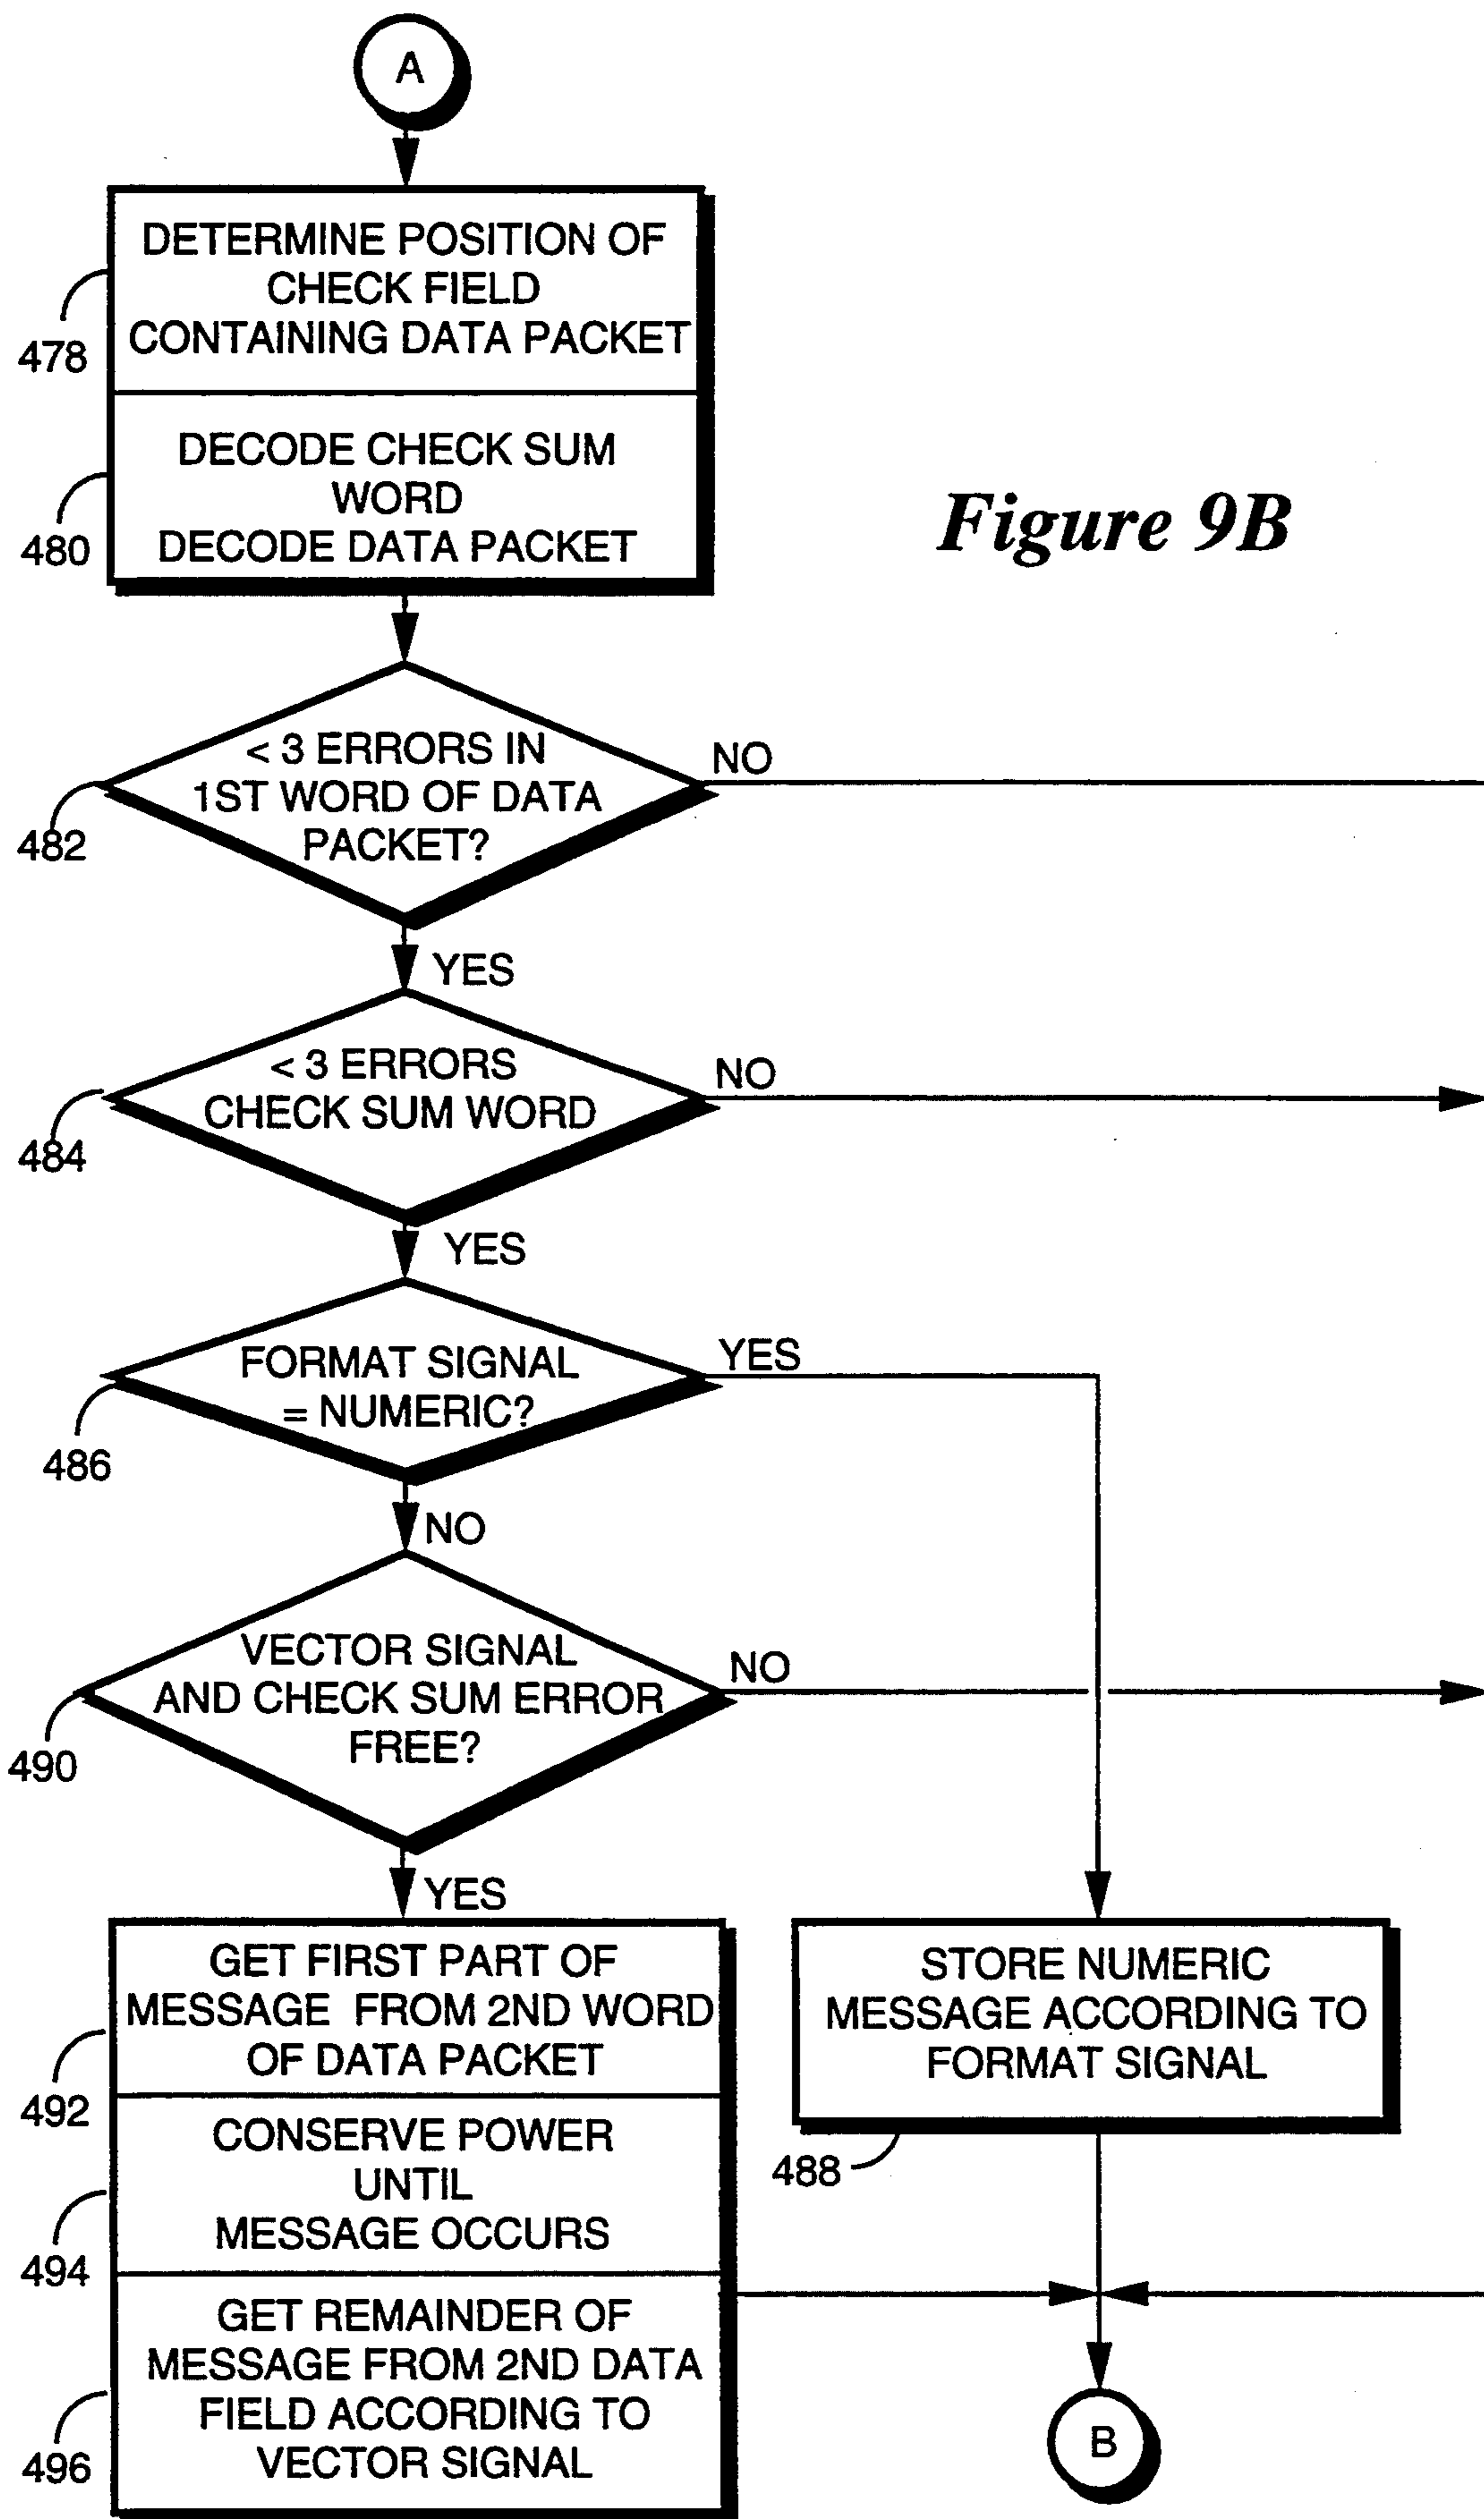 A
DETERMINE POSITION OF
CHECK FIELD
CONTAINING DATA PACKET
478
DECODE CHECK SUM
WORD
DECODE DATA PACKET
480
Figure 9B
< 3 ERRORS IN
1ST WORD OF DATA
PACKET?
NO
482
YES
< 3 ERRORS
CHECK SUM WORD
NO
484
YES
FORMAT SIGNAL
= NUMERIC?
YES
486
NO
VECTOR SIGNAL
AND CHECK SUM ERROR
FREE?
NO
490
YES
GET FIRST PART OF
MESSAGE FROM 2ND WORD
OF DATA PACKET
492
CONSERVE POWER
UNTIL
MESSAGE OCCURS
494
GET REMAINDER OF
MESSAGE FROM 2ND DATA
FIELD ACCORDING TO
VECTOR SIGNAL
496
STORE NUMERIC
MESSAGE ACCORDING TO
FORMAT SIGNAL
488
B